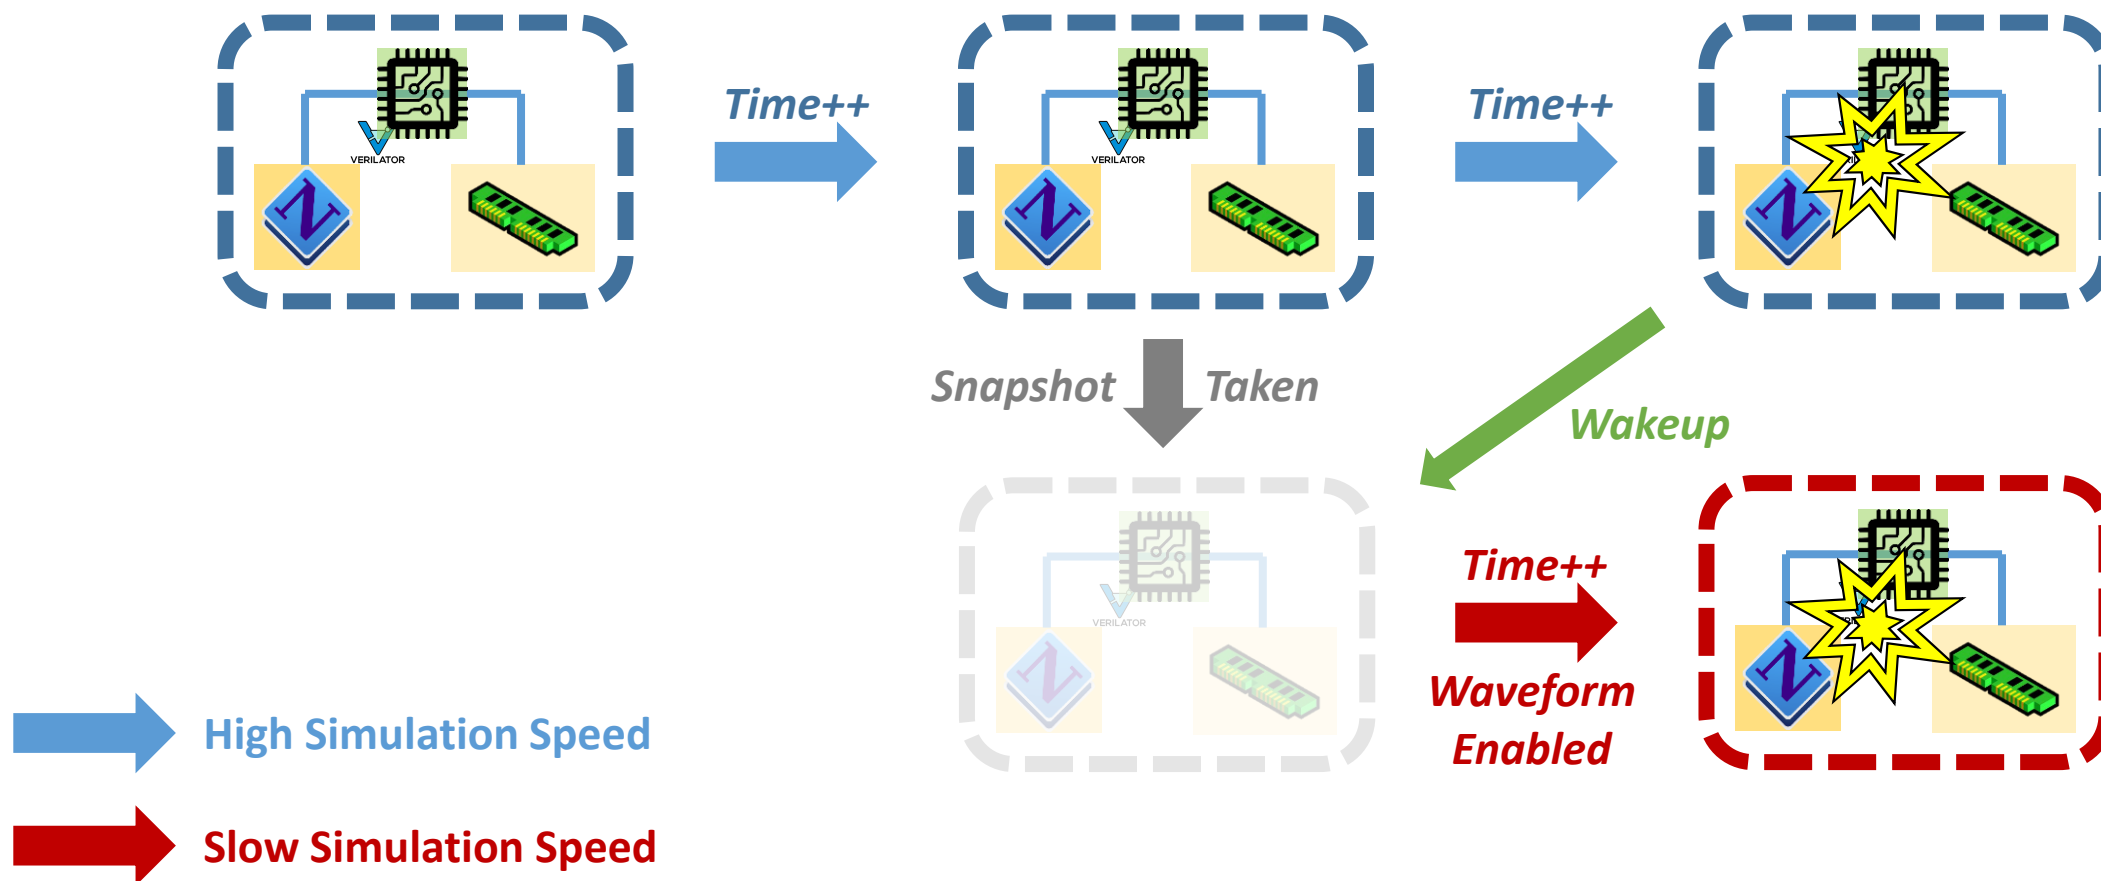 Time++
Time++
VERILATOR
VERILATOR
N
N
N
Snapshot Taken
Wakeup
Time++
VERILATOR
N
N
Waveform
Enabled
High Simulation Speed
Slow Simulation Speed